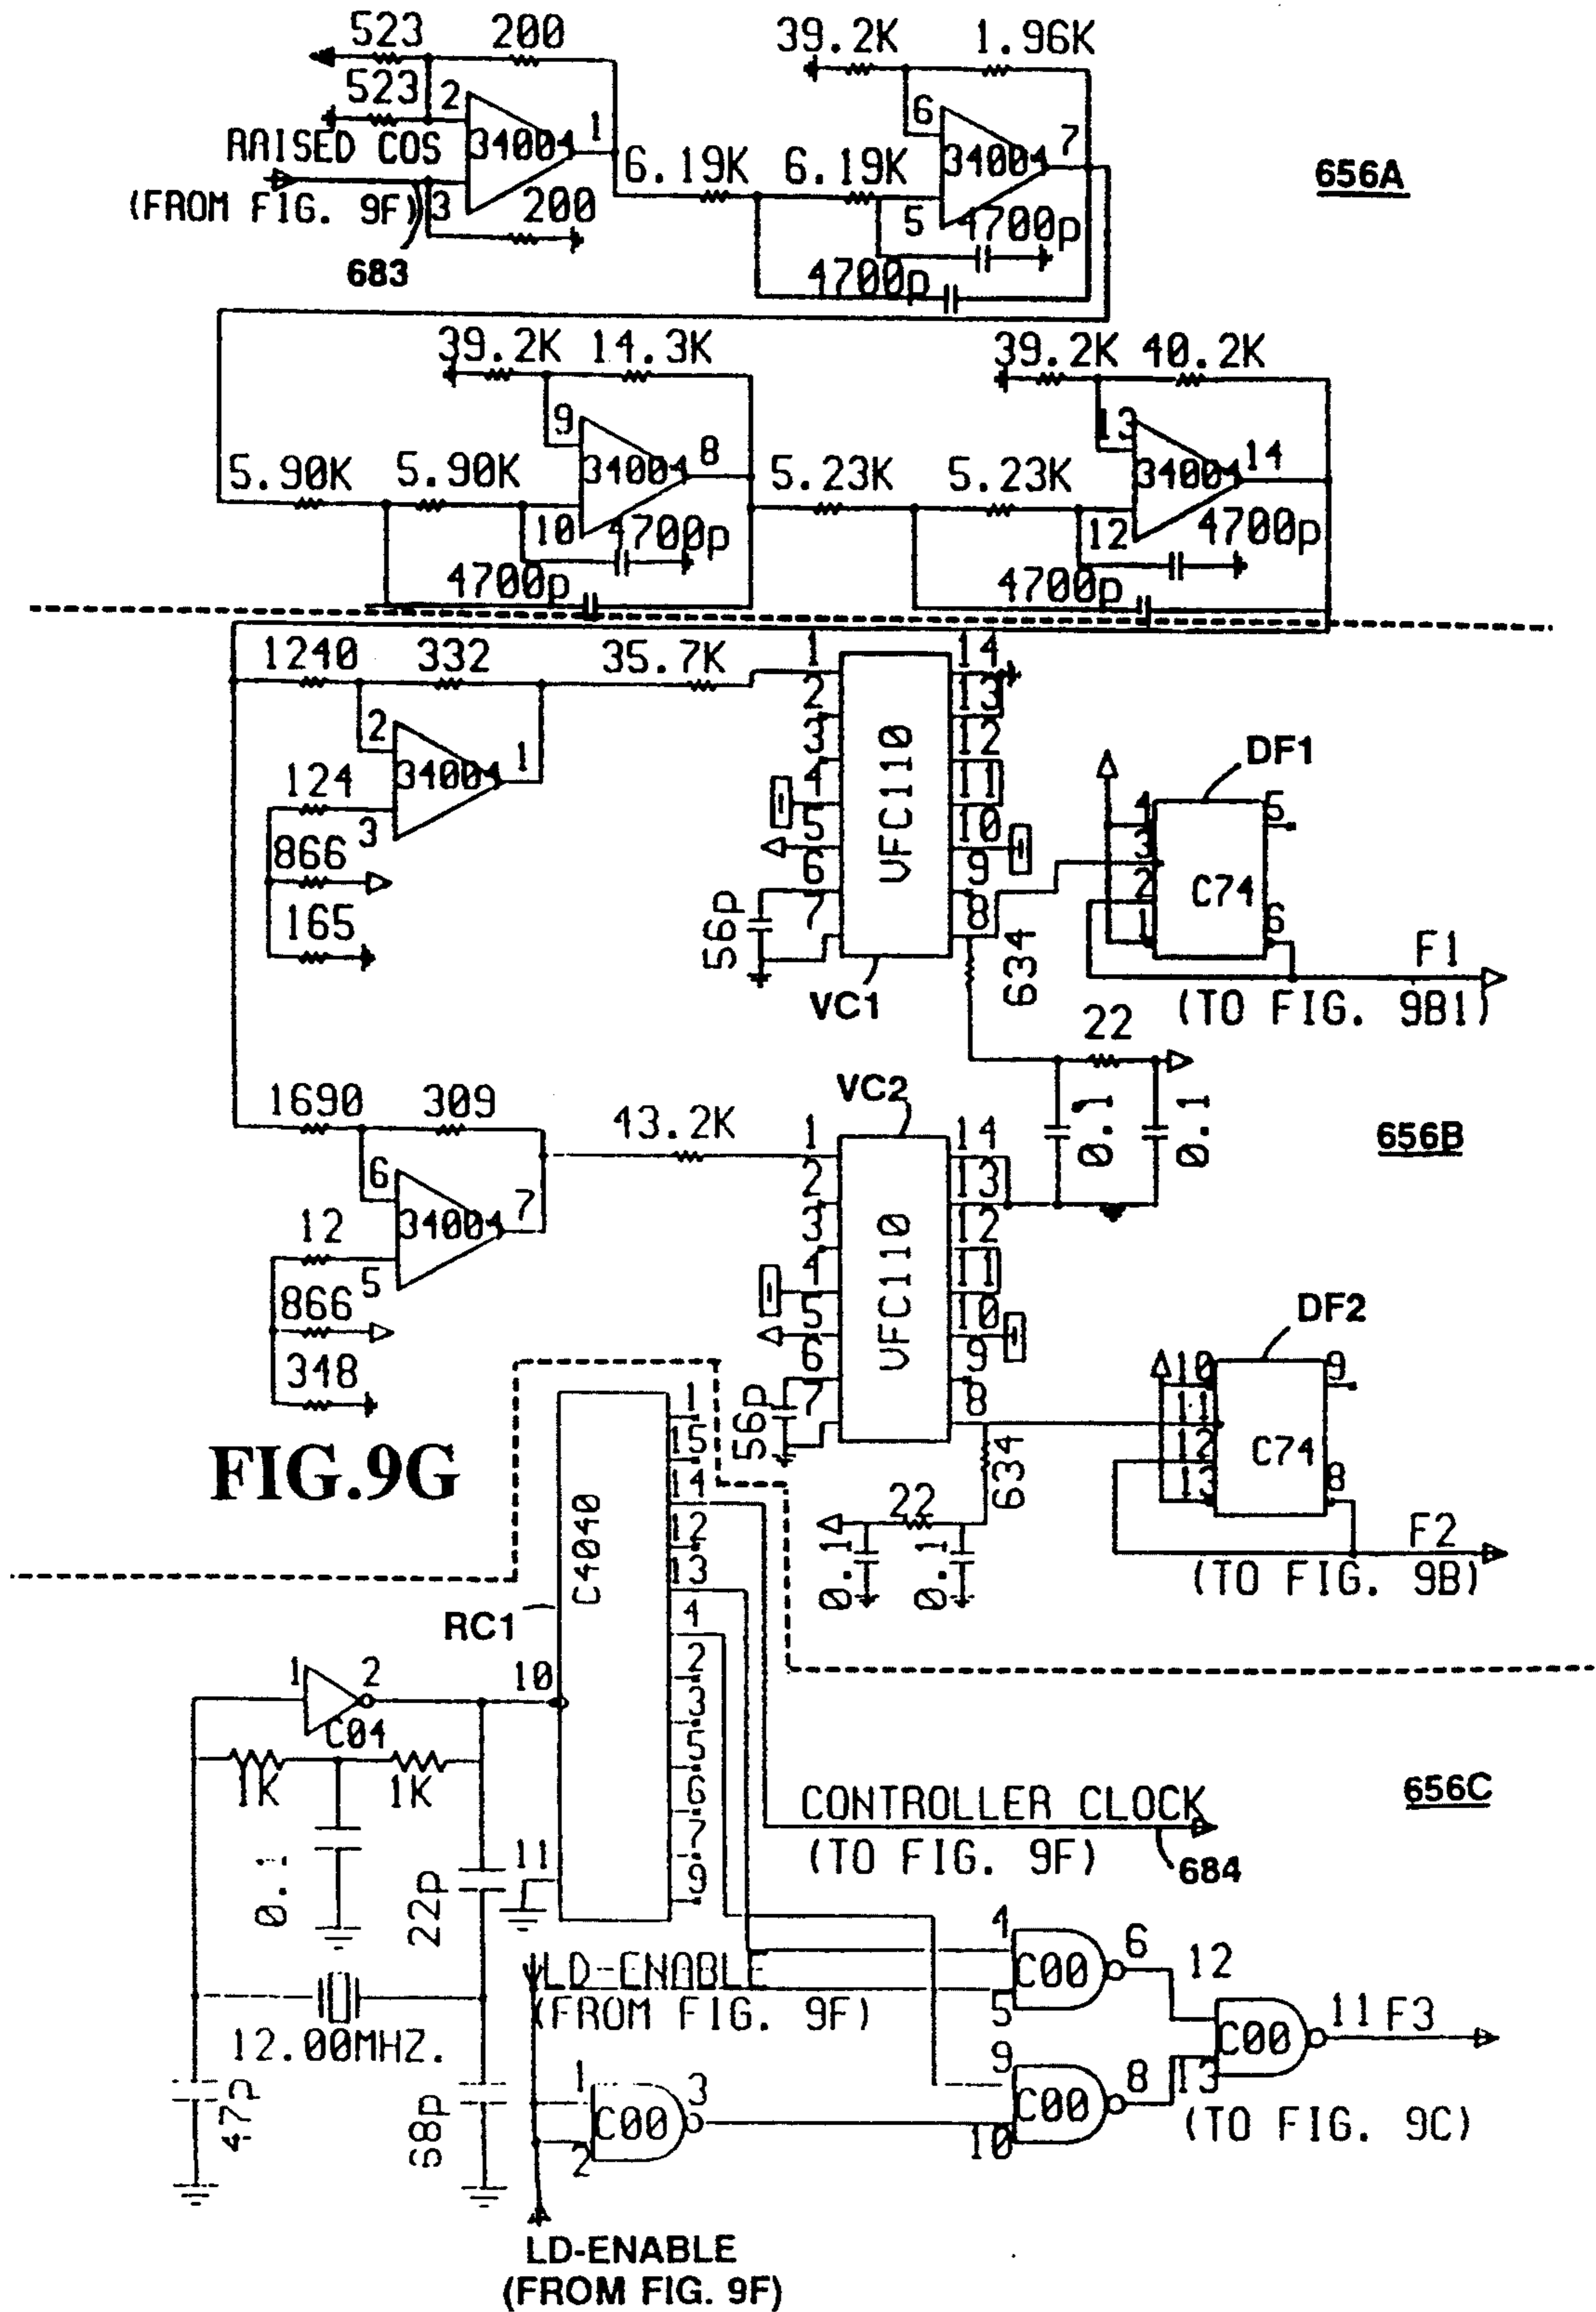 523 200
39.2K 1.96K
523 2
6
RAISED COS 34004 1
34004 7
6.19K 6.19K
656A
(FROM FIG. 9F) 3 200
5 4700p
683
4700p
39.2K 14.3K
39.2K 40.2K
9
13
5.90K 5.90K 34004 8
5.23K 5.23K 34004 14
10 4700p
12 4700p
4700p
4700p
1240 332 35.7K
1 14
2 13
3 12
4 11
5 10
6 9
7 8
VFC110
2
34004 1
124
3
866
165
56p
VC1
634
DF1
4 5
3
2
1 6
C74
F1
(TO FIG. 9B1)
22
0.1 0.1
656B
1690 309
43.2K
VC2
1 14
2 13
3 12
4 11
5 10
6 9
7 8
VFC110
6
34004 7
12
5
866
348
56p
634
DF2
10 9
11
12
13 8
C74
F2
(TO FIG. 9B)
22
0.1 0.1
FIG.9G
C4040
1
15
14
12
13
4
2
3
5
6
7
9
RC1
10
11
1 2
C04
1K 1K
0.1
22p
12.00MHZ.
47p
68p
CONTROLLER CLOCK
(TO FIG. 9F)
684
656C
LD-ENABLE
(FROM FIG. 9F)
4 6
C00
5
12
11 F3
C00
13
9 8
C00
10
(TO FIG. 9C)
1 3
C00
2
LD-ENABLE
(FROM FIG. 9F)